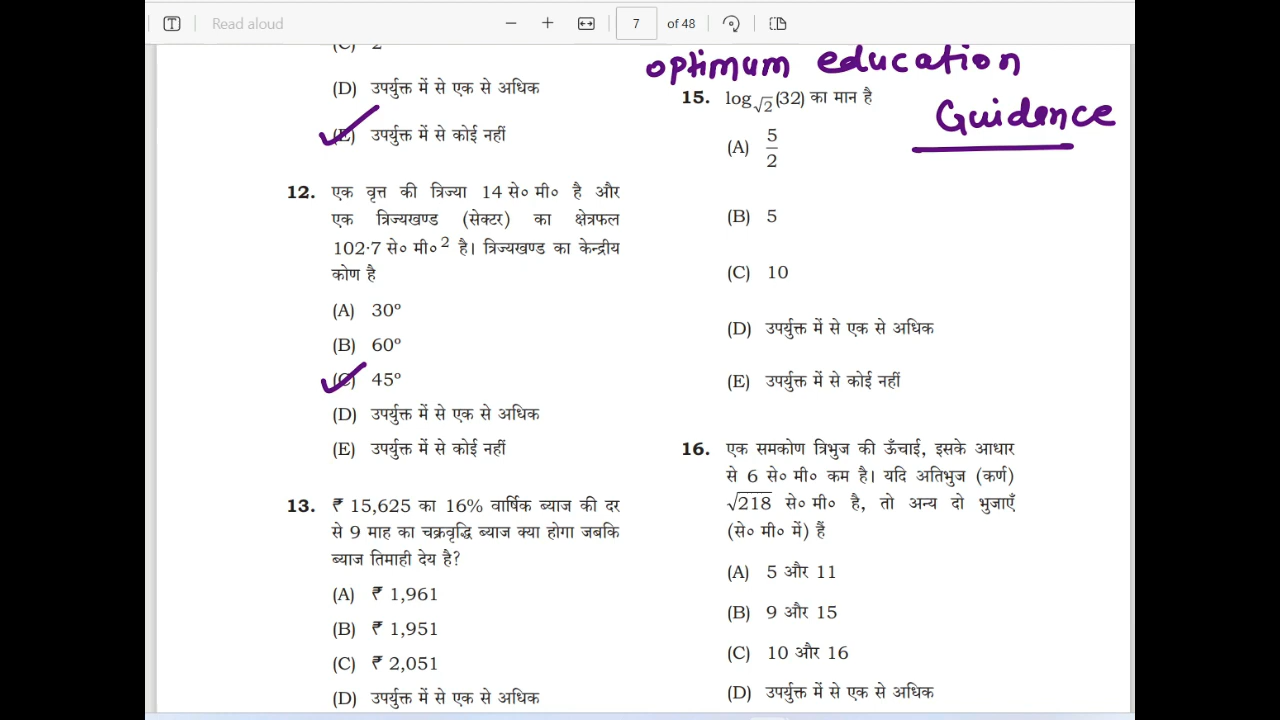 Read aloud
7 of 48
(C) 2
(D) उपर्युक्त में से एक से अधिक
(E) उपर्युक्त में से कोई नहीं
12. एक वृत्त की त्रिज्या 14 से० मी० है और
एक त्रिज्यखण्ड (सेक्टर) का क्षेत्रफल
102·7 से० मी०² है। त्रिज्यखण्ड का केन्द्रीय
कोण है
(A) 30º
(B) 60º
(C) 45º
(D) उपर्युक्त में से एक से अधिक
(E) उपर्युक्त में से कोई नहीं
13. ₹ 15,625 का 16% वार्षिक ब्याज की दर
से 9 माह का चक्रवृद्धि ब्याज क्या होगा जबकि
ब्याज तिमाही देय है?
(A) ₹ 1,961
(B) ₹ 1,951
(C) ₹ 2,051
(D) उपर्युक्त में से एक से अधिक
optimum education
Guidence
15. log√2 (32) का मान है
(A) 5/2
(B) 5
(C) 10
(D) उपर्युक्त में से एक से अधिक
(E) उपर्युक्त में से कोई नहीं
16. एक समकोण त्रिभुज की ऊँचाई, इसके आधार
से 6 से० मी० कम है। यदि अतिभुज (कर्ण)
√218 से० मी० है, तो अन्य दो भुजाएँ
(से० मी० में) हैं
(A) 5 और 11
(B) 9 और 15
(C) 10 और 16
(D) उपर्युक्त में से एक से अधिक